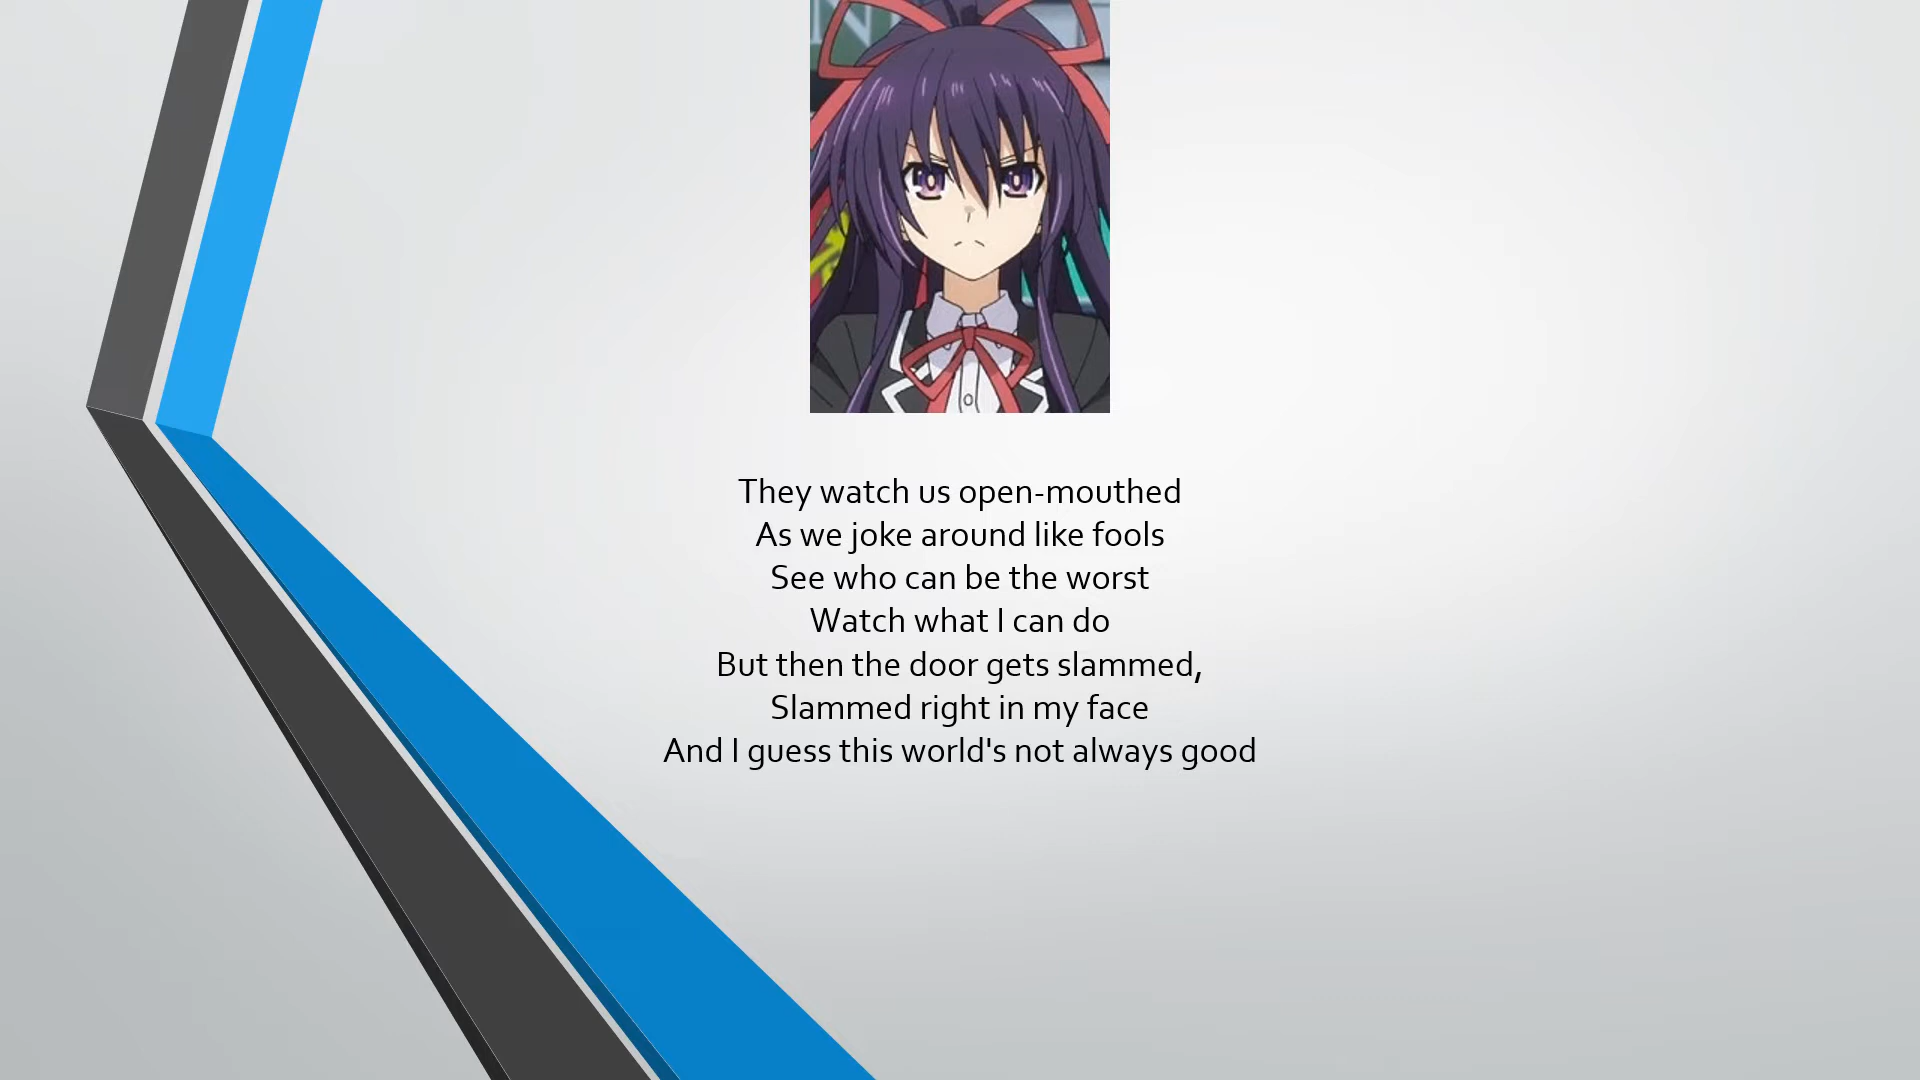 They watch us open-mouthed
As we joke around like fools
See who can be the worst
Watch what I can do
But then the door gets slammed,
Slammed right in my face
And I guess this world's not always good